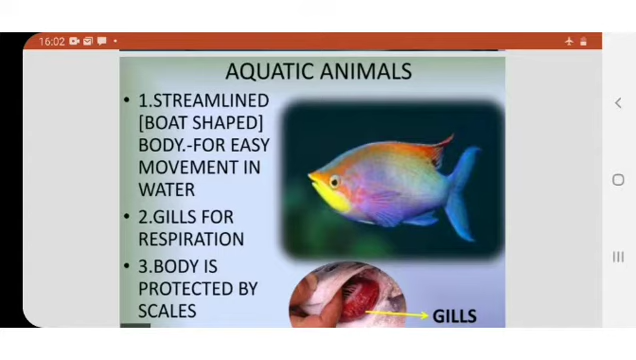 16:02
AQUATIC ANIMALS
• 1.STREAMLINED
[BOAT SHAPED]
BODY.-FOR EASY
MOVEMENT IN
WATER
• 2.GILLS FOR
RESPIRATION
• 3.BODY IS
PROTECTED BY
SCALES
GILLS